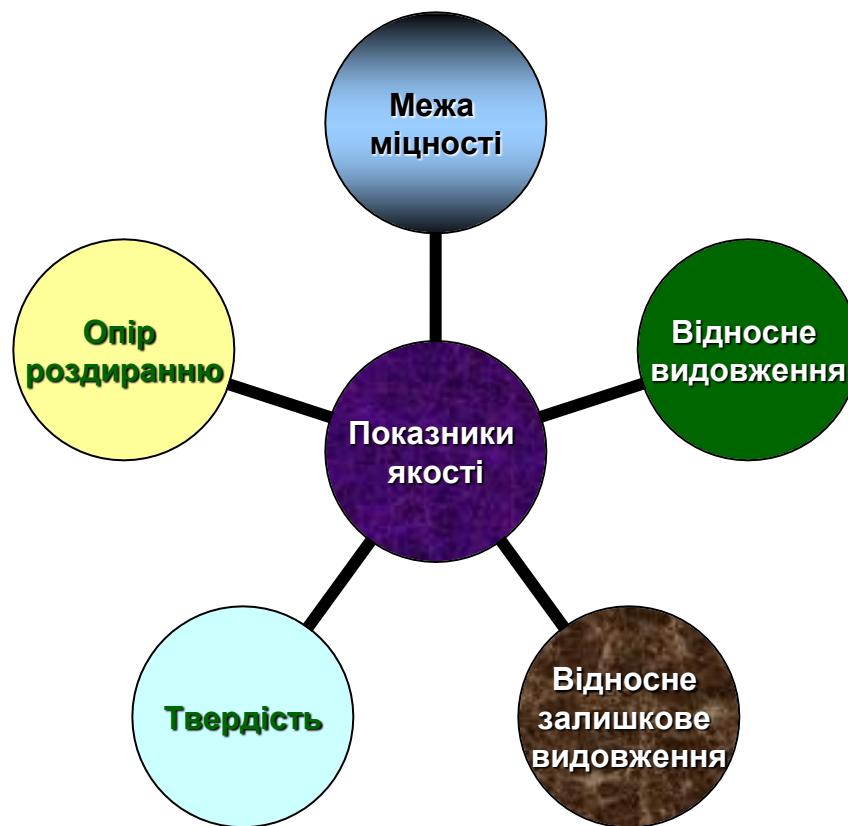 Межа
міцності
Опір
роздиранню
Відносне
видовження
Показники
якості
Твердість
Відносне
залишкове
видовження